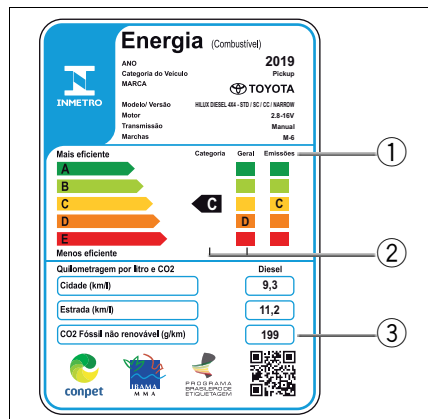 Energia (Combustível)
ANO 2019
Categoria do Veículo Pickup
MARCA TOYOTA
Modelo/ Versão HILUX DIESEL 4X4 - STD / SC / CC / NARROW
Motor 2.8-16V
Transmissão Manual
Marchas M-6
INMETRO
Mais eficiente Categoria Geral Emissões
A
B
C C C
D D
E
Menos eficiente
Quilometragem por litro e CO2 Diesel
Cidade (km/l) 9,3
Estrada (km/l) 11,2
CO2 Fóssil não renovável (g/km) 199
conpet
IBAMA
M M A
PROGRAMA
BRASILEIRO DE
ETIQUETAGEM
1
2
3